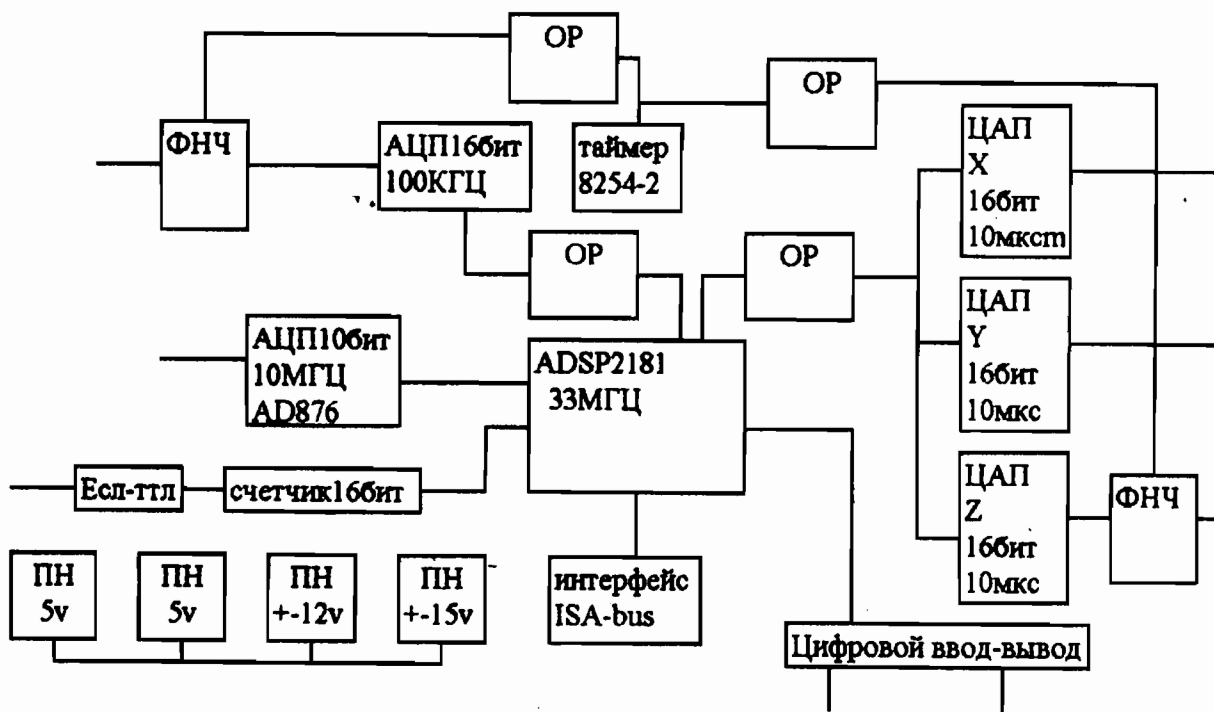 ОР
ОР
ФНЧ
АЦП16бит
100КГЦ
таймер
8254-2
ЦАП
X
16бит
10мксm
ОР
ОР
АЦП10бит
10МГЦ
AD876
ADSP2181
33МГЦ
ЦАП
Y
16бит
10мкс
Есл-ттл
счетчик16бит
ЦАП
Z
16бит
10мкс
ФНЧ
ПН
5v
ПН
5v
ПН
+-12v
ПН
+-15v
интерфейс
ISA-bus
Цифровой ввод-вывод